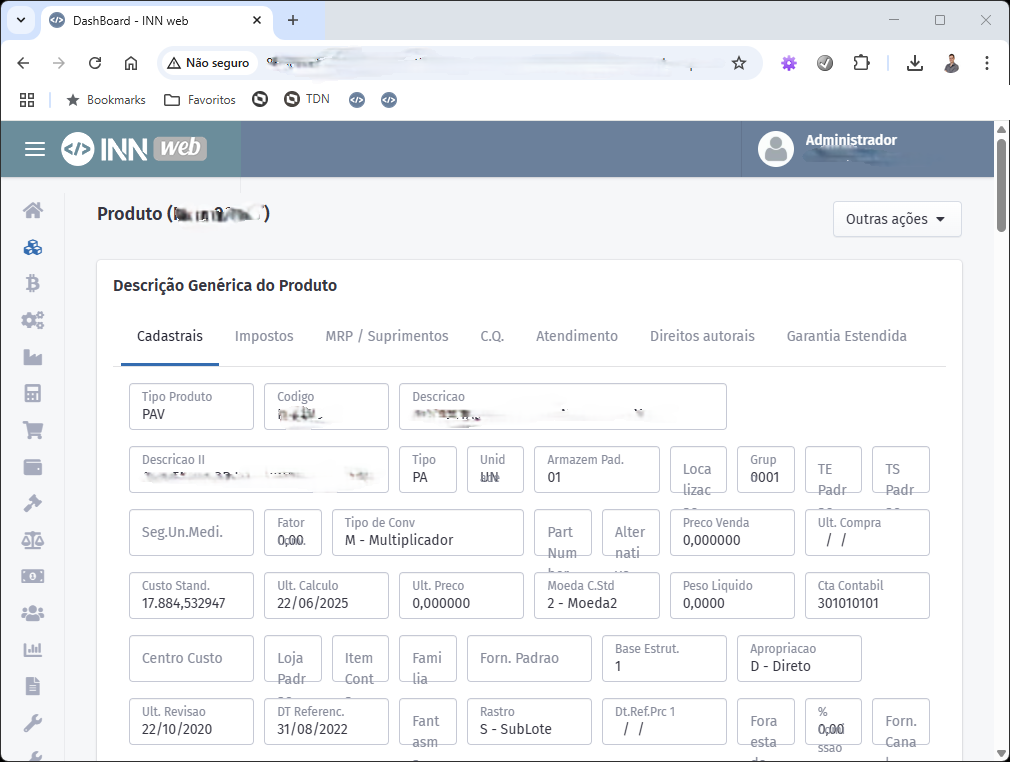 DashBoard - INN web
Não seguro
Bookmarks Favoritos TDN
INN web
Administrador
Produto ( )
Outras ações
Descrição Genérica do Produto
Cadastrais Impostos MRP / Suprimentos C.Q. Atendimento Direitos autorais Garantia Estendida
Tipo Produto Codigo Descricao
PAV
Descricao II Tipo Unid Armazem Pad. Loca Grup TE TS
PA UN 01 lizac 0001 Padr Padr
Seg.Un.Medi. Fator Tipo de Conv Part Alter Preco Venda Ult. Compra
0,00 M - Multiplicador Num nati 0,000000 / /
Custo Stand. Ult. Calculo Ult. Preco Moeda C.Std Peso Liquido Cta Contabil
17.884,532947 22/06/2025 0,000000 2 - Moeda2 0,0000 301010101
Centro Custo Loja Item Fami Forn. Padrao Base Estrut. Apropriacao
Padr Cont lia 1 D - Direto
Ult. Revisao DT Referenc. Fant Rastro Dt.Ref.Prc 1 Fora % Forn.
22/10/2020 31/08/2022 asm S - SubLote / / esta 0,00 Cana
ssao